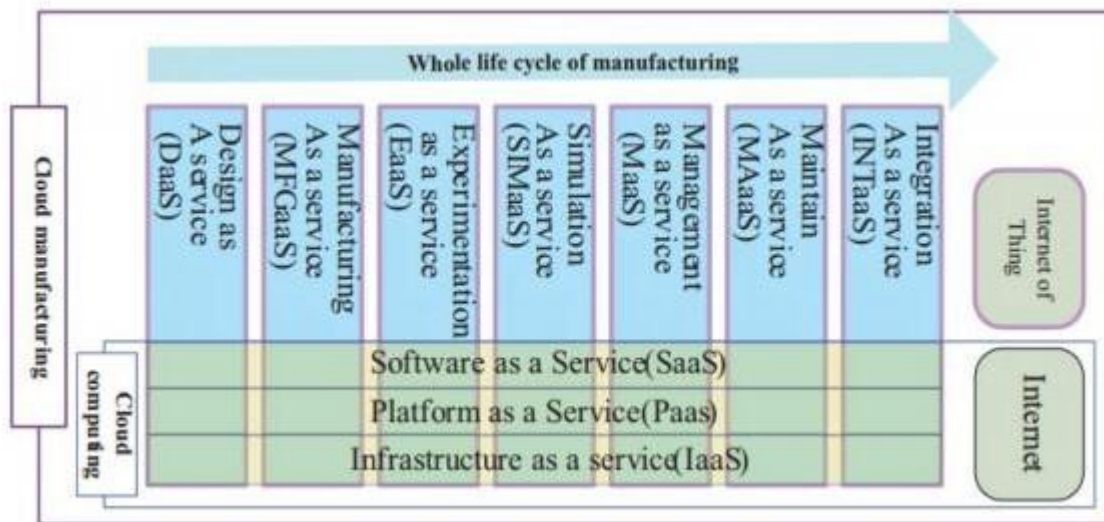 Whole life cycle of manufacturing
Cloud manufacturing
Design as
A service
(DaaS)
Manufacturing
As a service
(MFGaaS)
Experimentation
as a service
(EaaS)
Simulation
As a service
(SIMaaS)
Management
as a service
(MaaS)
Maintain
As a service
(MAaaS)
Integration
As a service
(INTaaS)
Internet of
Thing
Cloud
computing
Software as a Service(SaaS)
Platform as a Service(Paas)
Infrastructure as a service(IaaS)
Internet